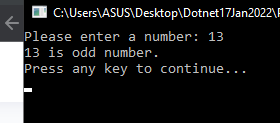 C:\Users\ASUS\Desktop\Dotnet17Jan2022\
Please enter a number: 13
13 is odd number.
Press any key to continue...